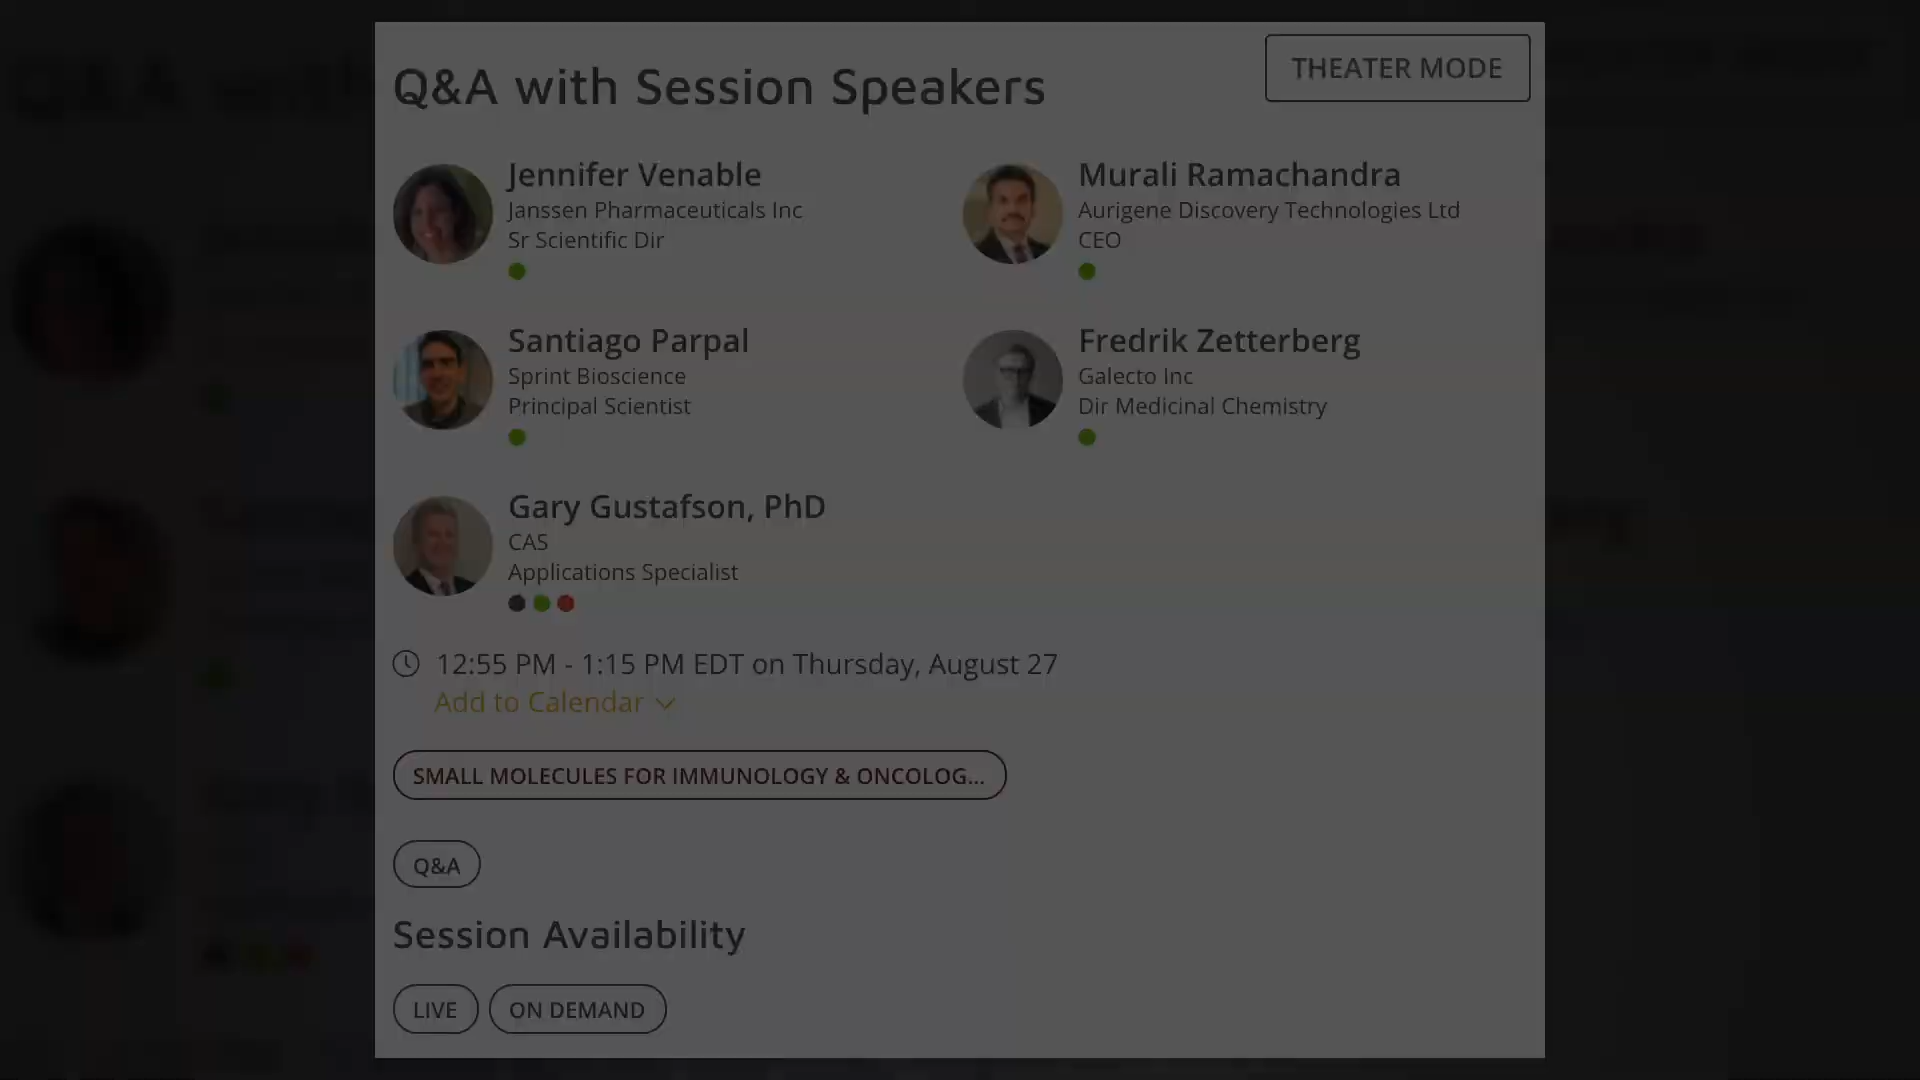 Q&A with Session Speakers
THEATER MODE
Jennifer Venable
Janssen Pharmaceuticals Inc
Sr Scientific Dir
Murali Ramachandra
Aurigene Discovery Technologies Ltd
CEO
Santiago Parpal
Sprint Bioscience
Principal Scientist
Fredrik Zetterberg
Galecto Inc
Dir Medicinal Chemistry
Gary Gustafson, PhD
CAS
Applications Specialist
12:55 PM - 1:15 PM EDT on Thursday, August 27
Add to Calendar
SMALL MOLECULES FOR IMMUNOLOGY & ONCOLOG...
Q&A
Session Availability
LIVE
ON DEMAND